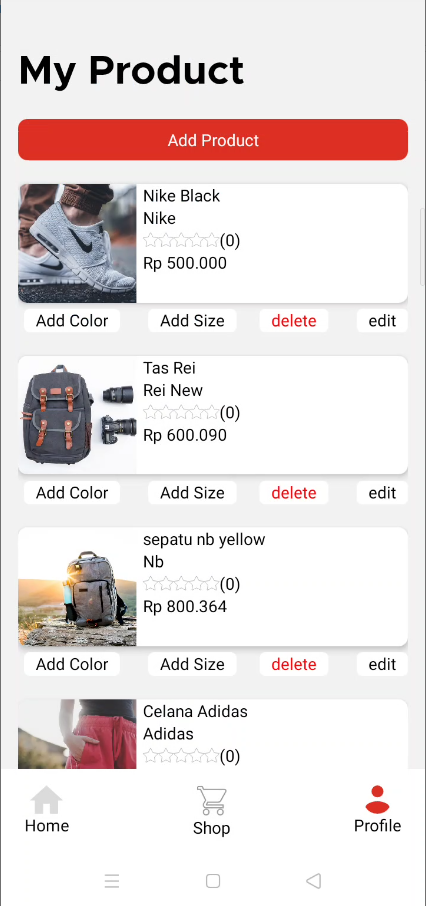 My Product
Add Product
Nike Black
Nike
(0)
Rp 500.000
Add Color Add Size delete edit
Tas Rei
Rei New
(0)
Rp 600.090
Add Color Add Size delete edit
sepatu nb yellow
Nb
(0)
Rp 800.364
Add Color Add Size delete edit
Celana Adidas
Adidas
(0)
Home Shop Profile